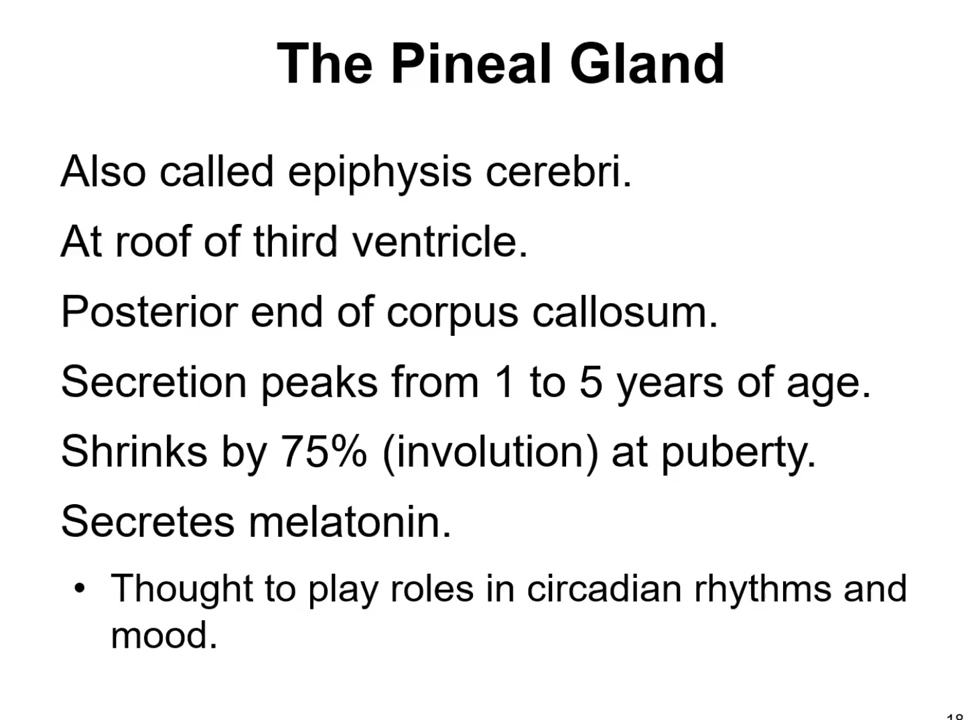 The Pineal Gland
Also called epiphysis cerebri.
At roof of third ventricle.
Posterior end of corpus callosum.
Secretion peaks from 1 to 5 years of age.
Shrinks by 75% (involution) at puberty.
Secretes melatonin.
• Thought to play roles in circadian rhythms and
mood.